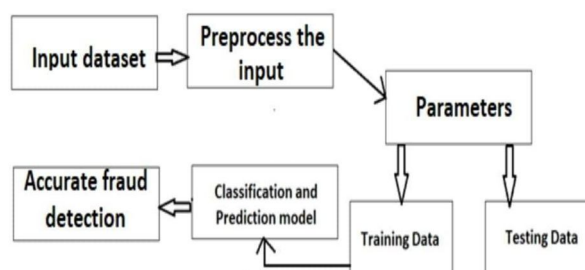 Input dataset
Preprocess the
input
Parameters
Accurate fraud
detection
Classification and
Prediction model
Training Data
Testing Data